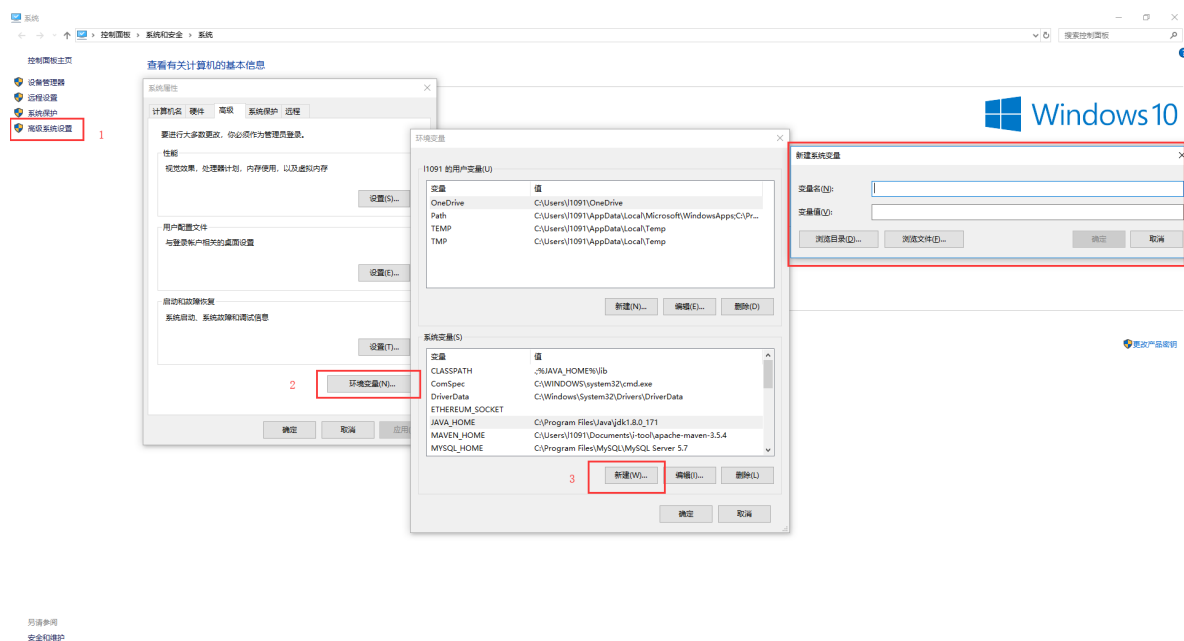 系统
控制面板 › 系统和安全 › 系统
搜索控制面板
控制面板主页
设备管理器
远程设置
系统保护
高级系统设置
1
查看有关计算机的基本信息
Windows 10
系统属性
计算机名 硬件 高级 系统保护 远程
要进行大多数更改，你必须作为管理员登录。
性能
视觉效果，处理器计划，内存使用，以及虚拟内存
设置(S)...
用户配置文件
与登录帐户相关的桌面设置
设置(E)...
启动和故障恢复
系统启动、系统故障和调试信息
设置(T)...
2
环境变量(N)...
确定 取消 应用(
环境变量
l1091 的用户变量(U)
变量 值
OneDrive C:\Users\l1091\OneDrive
Path C:\Users\l1091\AppData\Local\Microsoft\WindowsApps;C:\Pr...
TEMP C:\Users\l1091\AppData\Local\Temp
TMP C:\Users\l1091\AppData\Local\Temp
新建(N)... 编辑(E)... 删除(D)
系统变量(S)
变量 值
CLASSPATH .;%JAVA_HOME%\lib
ComSpec C:\WINDOWS\system32\cmd.exe
DriverData C:\Windows\System32\Drivers\DriverData
ETHEREUM_SOCKET
JAVA_HOME C:\Program Files\Java\jdk1.8.0_171
MAVEN_HOME C:\Users\l1091\Documents\i-tool\apache-maven-3.5.4
MYSQL_HOME C:\Program Files\MySQL\MySQL Server 5.7
3
新建(W)... 编辑(I)... 删除(L)
确定 取消
新建系统变量
变量名(N):
变量值(V):
浏览目录(D)... 浏览文件(F)... 确定 取消
更改产品密钥
另请参阅
安全和维护